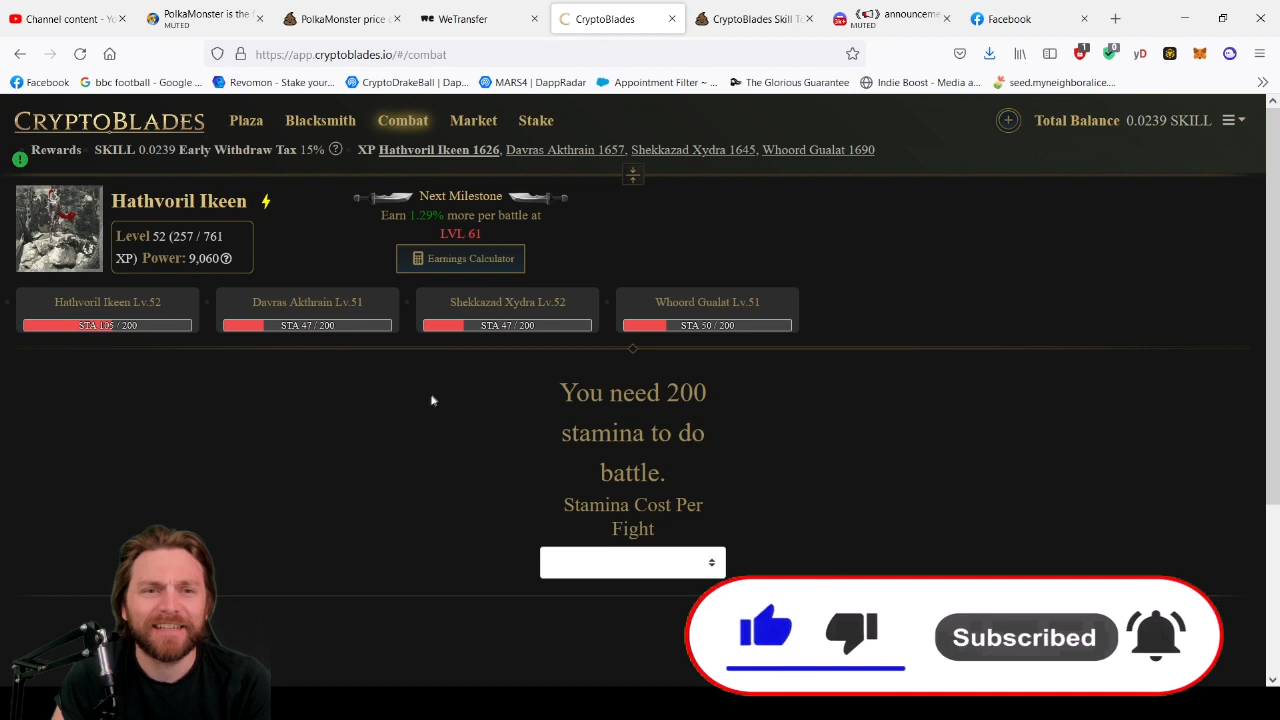 Channel content - Yo
PolkaMonster is the f
MUTED
PolkaMonster price c
WeTransfer
CryptoBlades
CryptoBlades Skill To
announceme
MUTED
Facebook
https://app.cryptoblades.io/#/combat
1
0
yD
Facebook
bbc football - Google ...
Revomon - Stake your...
CryptoDrakeBall | Dap...
MARS4 | DappRadar
Appointment Filter ~ ...
The Glorious Guarantee
Indie Boost - Media a...
seed.myneighboralice....
CRYPTOBLADES
Plaza
Blacksmith
Combat
Market
Stake
Total Balance 0.0239 SKILL
Rewards SKILL 0.0239 Early Withdraw Tax 15% XP Hathvoril Ikeen 1626, Davras Akthrain 1657, Shekkazad Xydra 1645, Whoord Gualat 1690
Hathvoril Ikeen
Level 52 (257 / 761
XP) Power: 9,060
Next Milestone
Earn 1.29% more per battle at
LVL 61
Earnings Calculator
Hathvoril Ikeen Lv.52
STA 105 / 200
Davras Akthrain Lv.51
STA 47 / 200
Shekkazad Xydra Lv.52
STA 47 / 200
Whoord Gualat Lv.51
STA 50 / 200
You need 200
stamina to do
battle.
Stamina Cost Per
Fight
Subscribed